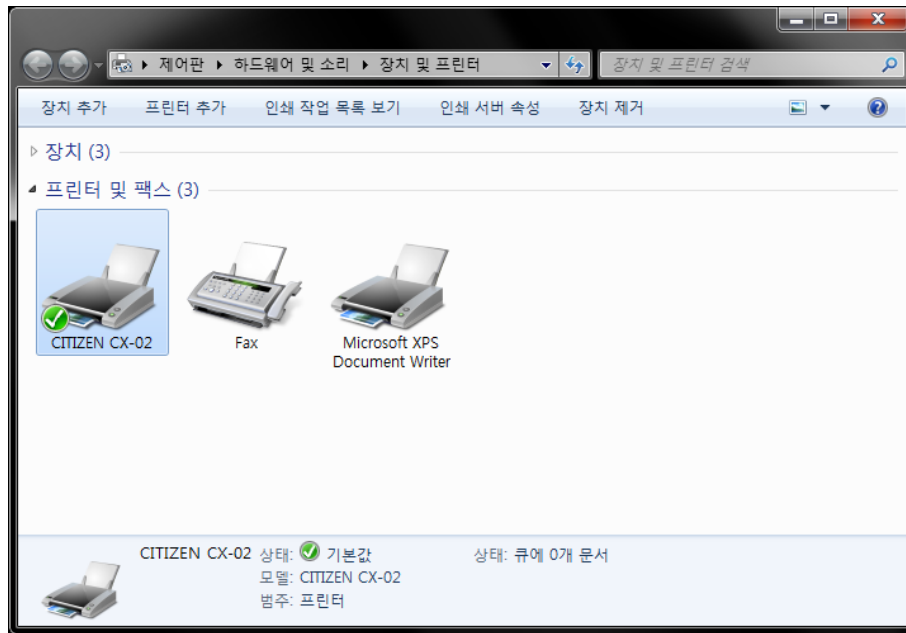 제어판 하드웨어 및 소리 장치 및 프린터 장치 및 프린터 검색
장치 추가 프린터 추가 인쇄 작업 목록 보기 인쇄 서버 속성 장치 제거
장치 (3)
프린터 및 팩스 (3)
CITIZEN CX-02 Fax Microsoft XPS
Document Writer
CITIZEN CX-02 상태: 기본값 상태: 큐에 0개 문서
모델: CITIZEN CX-02
범주: 프린터